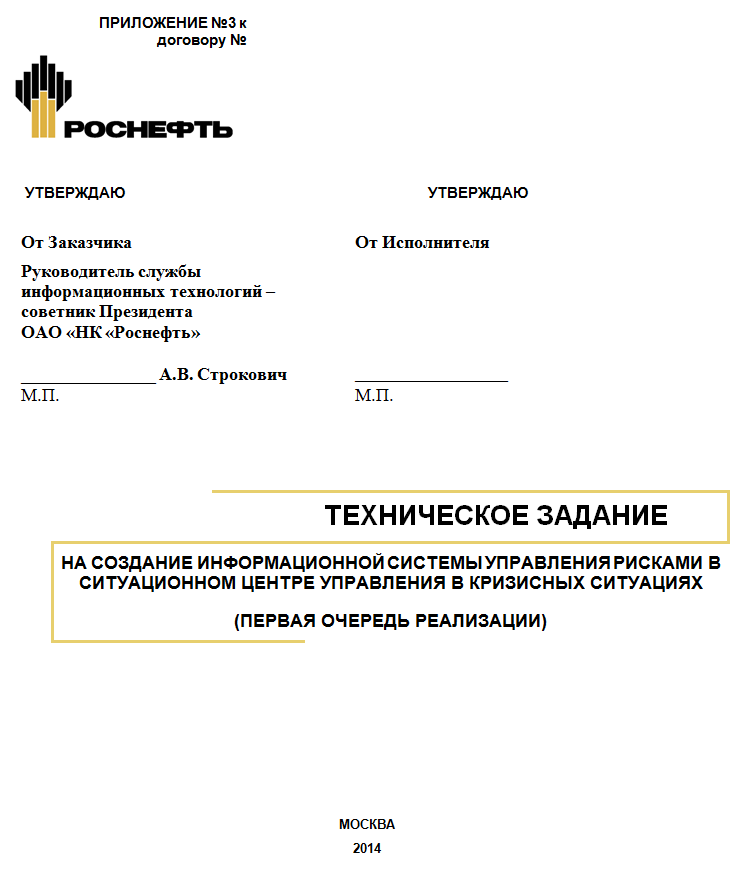 ПРИЛОЖЕНИЕ №3 к
договору №
РОСНЕФТЬ
УТВЕРЖДАЮ
УТВЕРЖДАЮ
От Заказчика
От Исполнителя
Руководитель службы
информационных технологий –
советник Президента
ОАО «НК «Роснефть»
_______________ А.В. Строкович
_________________
М.П.
М.П.
ТЕХНИЧЕСКОЕ ЗАДАНИЕ
НА СОЗДАНИЕ ИНФОРМАЦИОННОЙ СИСТЕМЫ УПРАВЛЕНИЯ РИСКАМИ В
СИТУАЦИОННОМ ЦЕНТРЕ УПРАВЛЕНИЯ В КРИЗИСНЫХ СИТУАЦИЯХ
(ПЕРВАЯ ОЧЕРЕДЬ РЕАЛИЗАЦИИ)
МОСКВА
2014